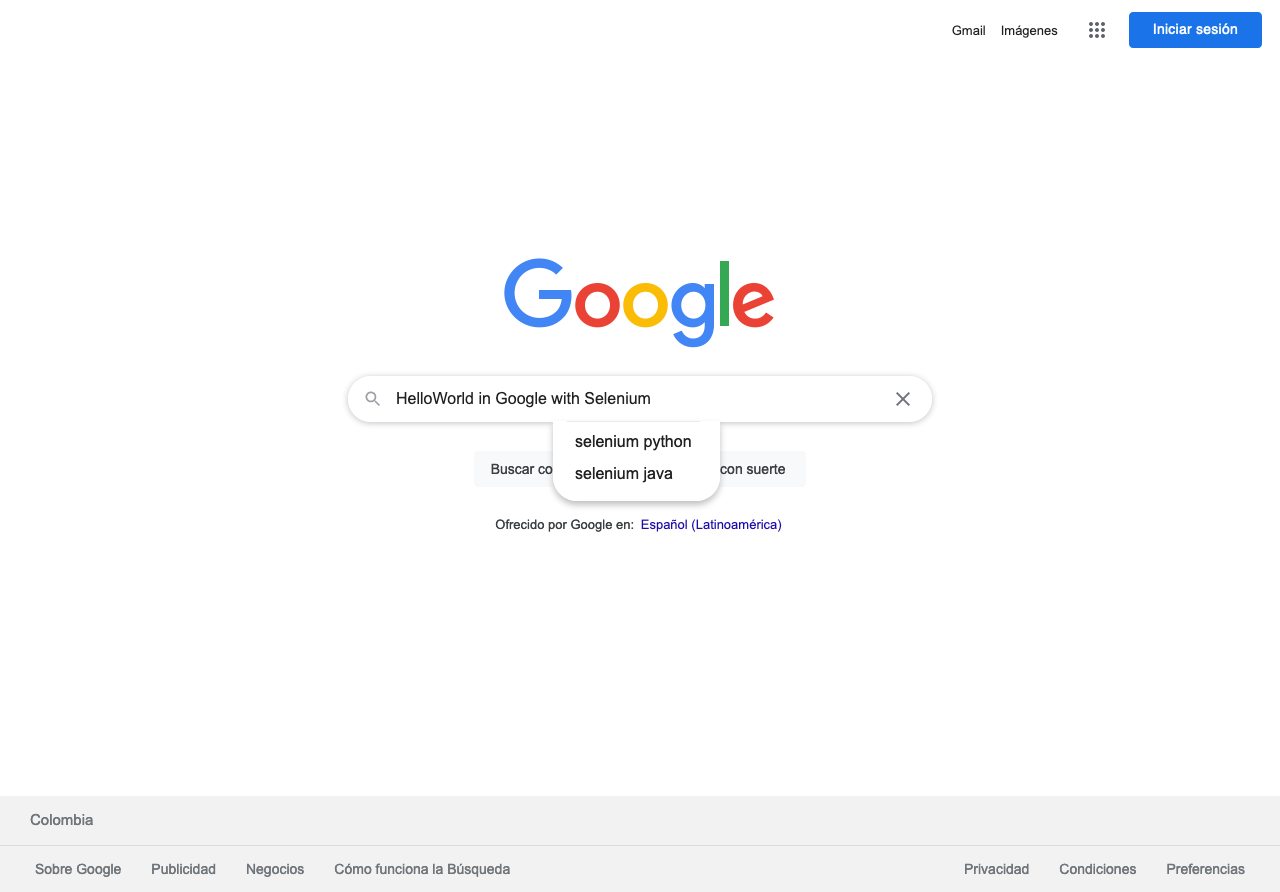 Gmail Imágenes Iniciar sesión
Google
HelloWorld in Google with Selenium
selenium python
Buscar co con suerte
selenium java
Ofrecido por Google en: Español (Latinoamérica)
Colombia
Sobre Google Publicidad Negocios Cómo funciona la Búsqueda Privacidad Condiciones Preferencias